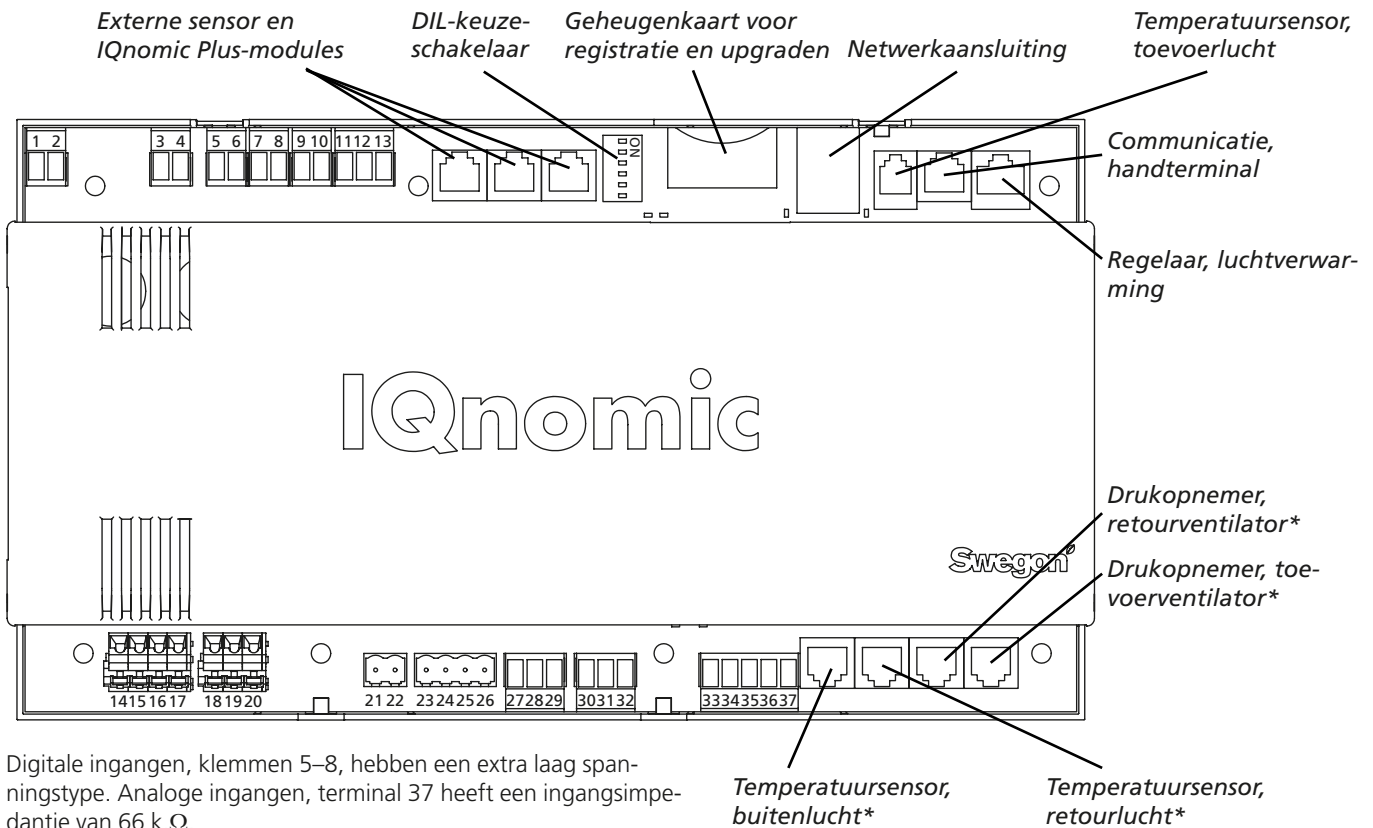 Externe sensor en
IQnomic Plus-modules
DIL-keuze-
schakelaar
Geheugenkaart voor
registratie en upgraden
Netwerkaansluiting
Temperatuursensor,
toevoerlucht
1 2
3 4
5 6
7 8
9 10
11 12 13
ON
Communicatie,
handterminal
Regelaar, luchtverwar-
ming
IQnomic
Drukopnemer,
retourventilator*
Swegon
Drukopnemer, toe-
voerventilator*
14 15 16 17
18 19 20
21 22
23 24 25 26
27 28 29
30 31 32
33 34 35 36 37
Digitale ingangen, klemmen 5–8, hebben een extra laag span-
ningstype. Analoge ingangen, terminal 37 heeft een ingangsimpe-
dantie van 66 k Ω
Temperatuursensor,
buitenlucht*
Temperatuursensor,
retourlucht*